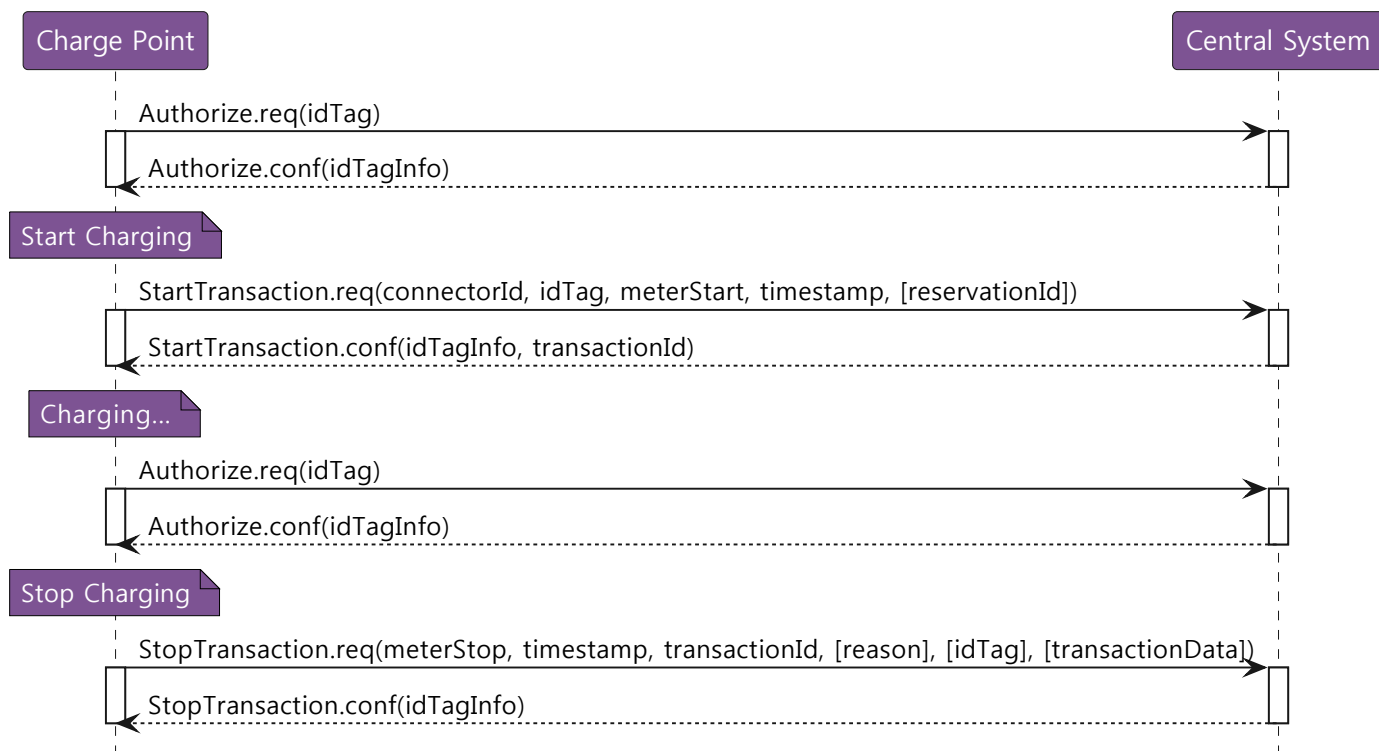 Charge Point
Central System
Authorize.req(idTag)
Authorize.conf(idTagInfo)
Start Charging
StartTransaction.req(connectorId, idTag, meterStart, timestamp, [reservationId])
StartTransaction.conf(idTagInfo, transactionId)
Charging...
Authorize.req(idTag)
Authorize.conf(idTagInfo)
Stop Charging
StopTransaction.req(meterStop, timestamp, transactionId, [reason], [idTag], [transactionData])
StopTransaction.conf(idTagInfo)